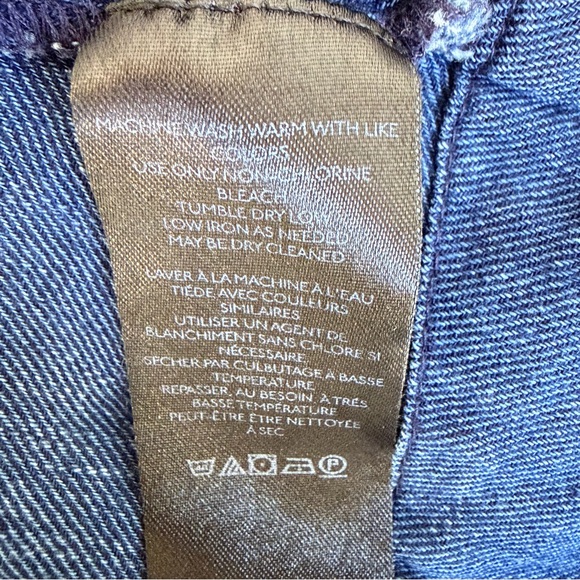 MACHINE WASH WARM WITH LIKE
COLORS
USE ONLY NON-CHLORINE
BLEACH
TUMBLE DRY LOW
LOW IRON AS NEEDED
MAY BE DRY CLEANED
LAVER À LA MACHINE À L'EAU
TIÈDE AVEC COULEURS
SIMILAIRES
UTILISER UN AGENT DE
BLANCHIMENT SANS CHLORE SI
NÉCESSAIRE
SÉCHER PAR CULBUTAGE À BASSE
TEMPÉRATURE
REPASSER, AU BESOIN À TRÉS
BASSE TEMPÉRATURE
PEUT-ÊTRE ÊTRE NETTOYÉE
À SEC
P